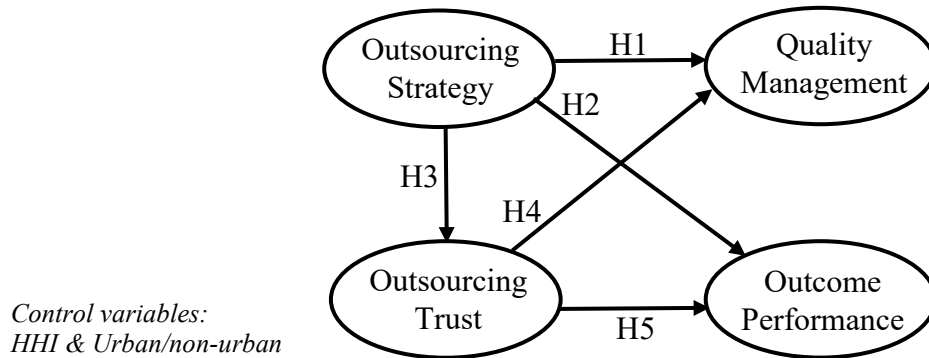 Outsourcing
Strategy
H1
Quality
Management
H2
H3
H4
Outsourcing
Trust
H5
Outcome
Performance
Control variables:
HHI & Urban/non-urban